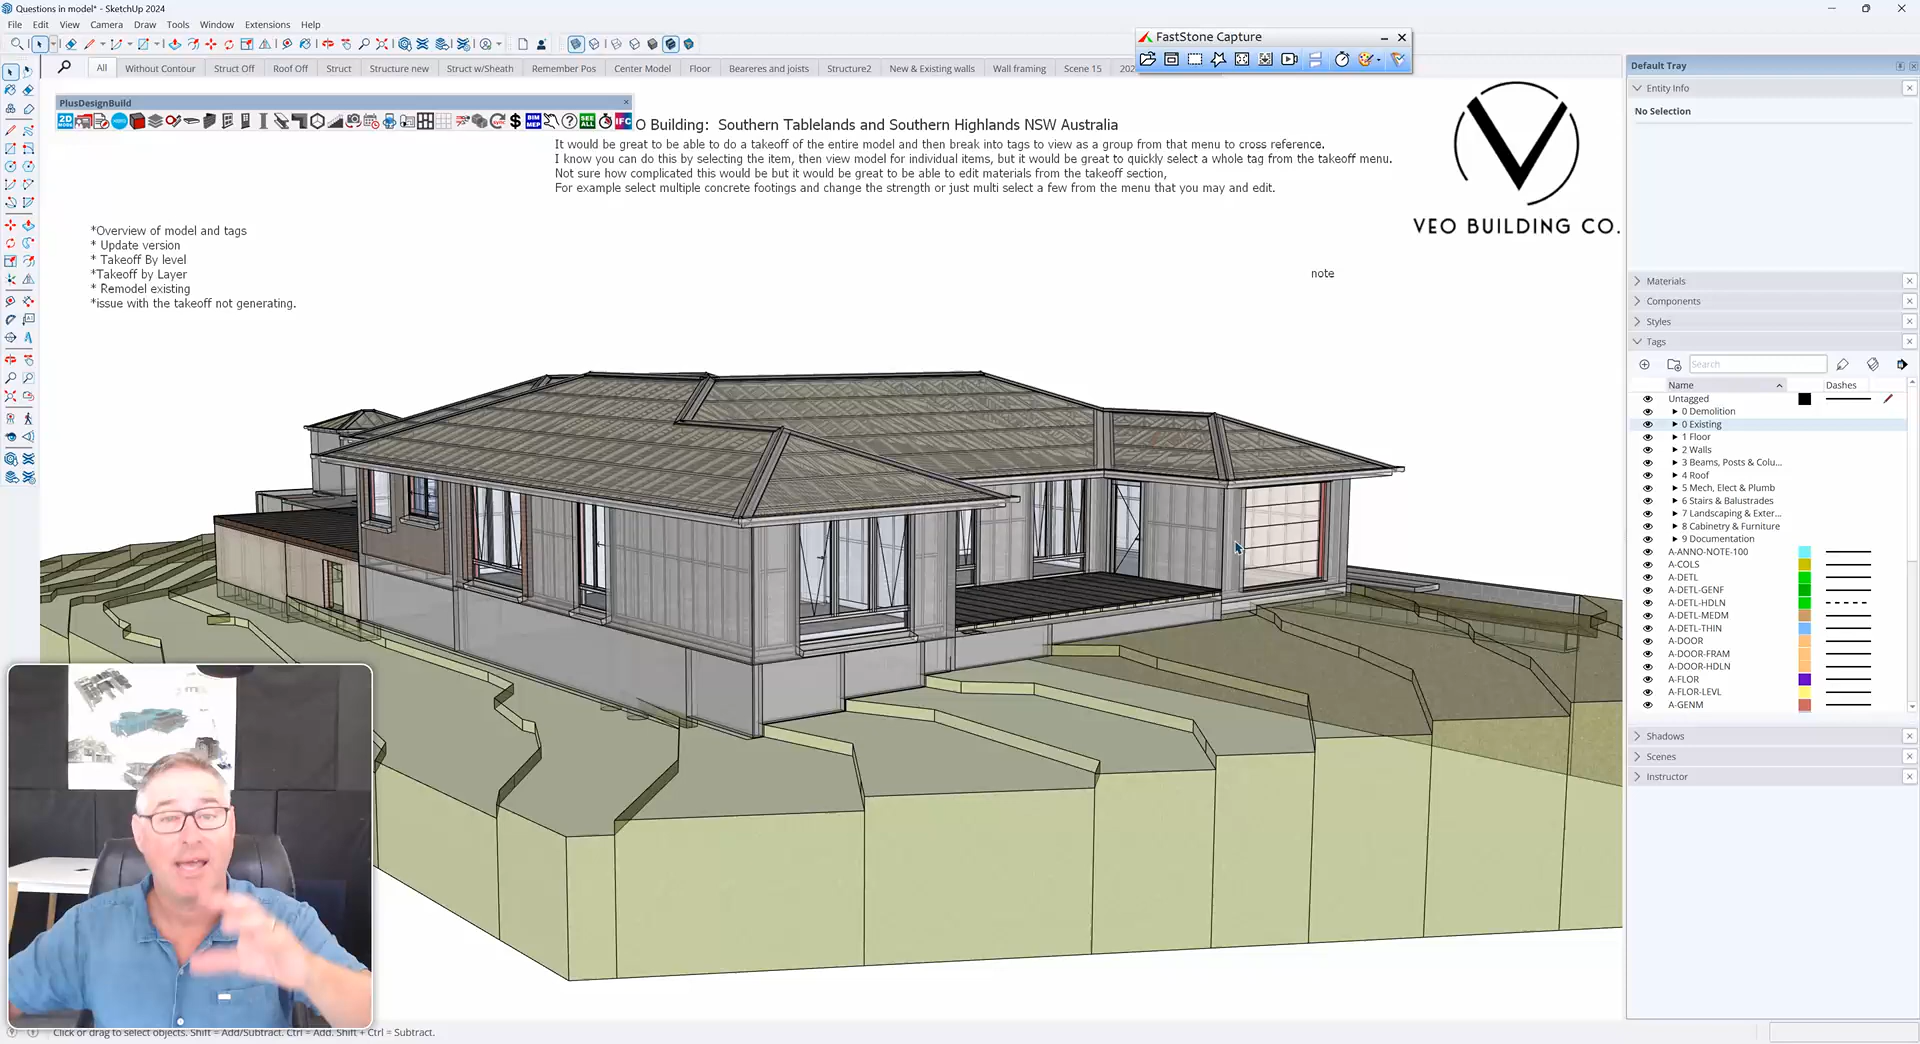 Questions in model* - SketchUp 2024
File Edit View Camera Draw Tools Window Extensions Help
FastStone Capture
All Without Contour Struct Off Roof Off Struct Structure new Struct w/Sheath Remember Pos Center Model Floor Beareres and joists Structure2 New & Existing walls Wall framing Scene 15 202
PlusDesignBuild
2D
$ BIM MEP ? SEE ALL IFC
O Building: Southern Tablelands and Southern Highlands NSW Australia
It would be great to be able to do a takeoff of the entire model and then break into tags to view as a group from that menu to cross reference.
I know you can do this by selecting the item, then view model for individual items, but it would be great to quickly select a whole tag from the takeoff menu.
Not sure how complicated this would be but it would be great to be able to edit materials from the takeoff section,
For example select multiple concrete footings and change the strength or just multi select a few from the menu that you may and edit.
VEO BUILDING CO.
*Overview of model and tags
* Update version
* Takeoff By level
*Takeoff by Layer
* Remodel existing
*issue with the takeoff not generating.
note
Default Tray
Entity Info
No Selection
Materials
Components
Styles
Tags
Search
Name Dashes
Untagged
0 Demolition
0 Existing
1 Floor
2 Walls
3 Beams, Posts & Colu...
4 Roof
5 Mech, Elect & Plumb
6 Stairs & Balustrades
7 Landscaping & Exter...
8 Cabinetry & Furniture
9 Documentation
A-ANNO-NOTE-100
A-COLS
A-DETL
A-DETL-GENF
A-DETL-HDLN
A-DETL-MEDM
A-DETL-THIN
A-DOOR
A-DOOR-FRAM
A-DOOR-HDLN
A-FLOR
A-FLOR-LEVL
A-GENM
Shadows
Scenes
Instructor
Click or drag to select objects. Shift = Add/Subtract. Ctrl = Add. Shift + Ctrl = Subtract.